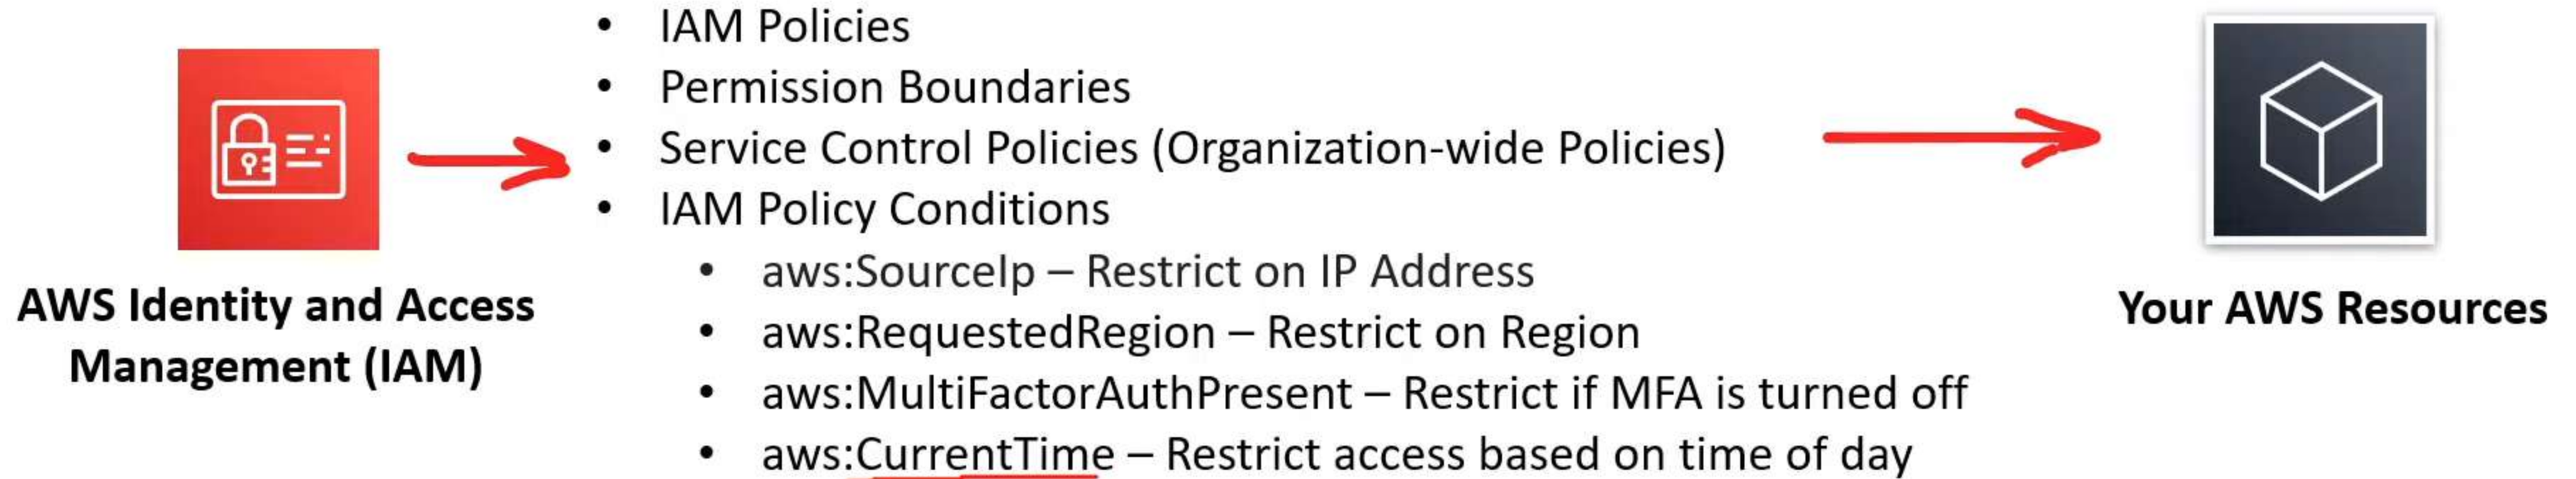 IAM Policies
Permission Boundaries
Service Control Policies (Organization-wide Policies)
IAM Policy Conditions
aws:SourceIp – Restrict on IP Address
aws:RequestedRegion – Restrict on Region
aws:MultiFactorAuthPresent – Restrict if MFA is turned off
aws:CurrentTime – Restrict access based on time of day
AWS Identity and Access
Management (IAM)
Your AWS Resources